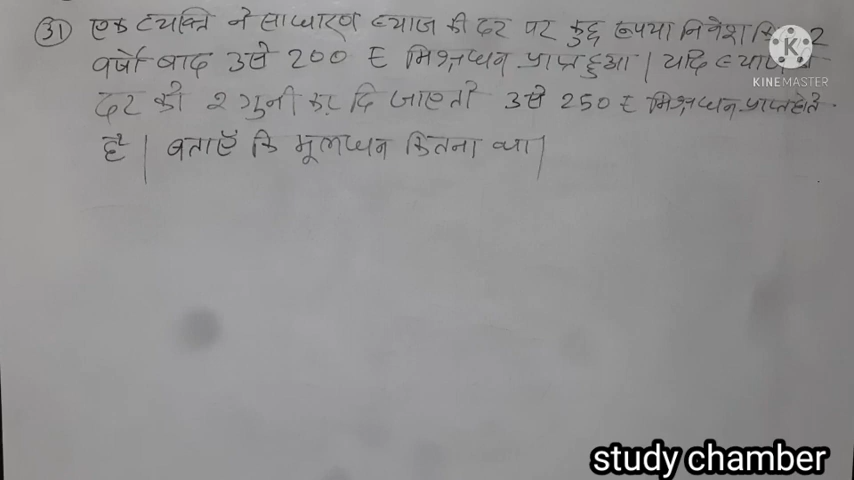 (31) एक व्यक्ति ने साधारण ब्याज की दर पर कुछ रूपया निवेश 2
वर्षो बाद उसे 200 ₹ मिश्रधन प्राप्त हुआ | यदि ब्याज
दर को २ गुनी कर दि जाए तो उसे 250 ₹ मिश्रधन प्राप्त होते
है | बताएँ कि मूलधन कितना था |
KINEMASTER
study chamber